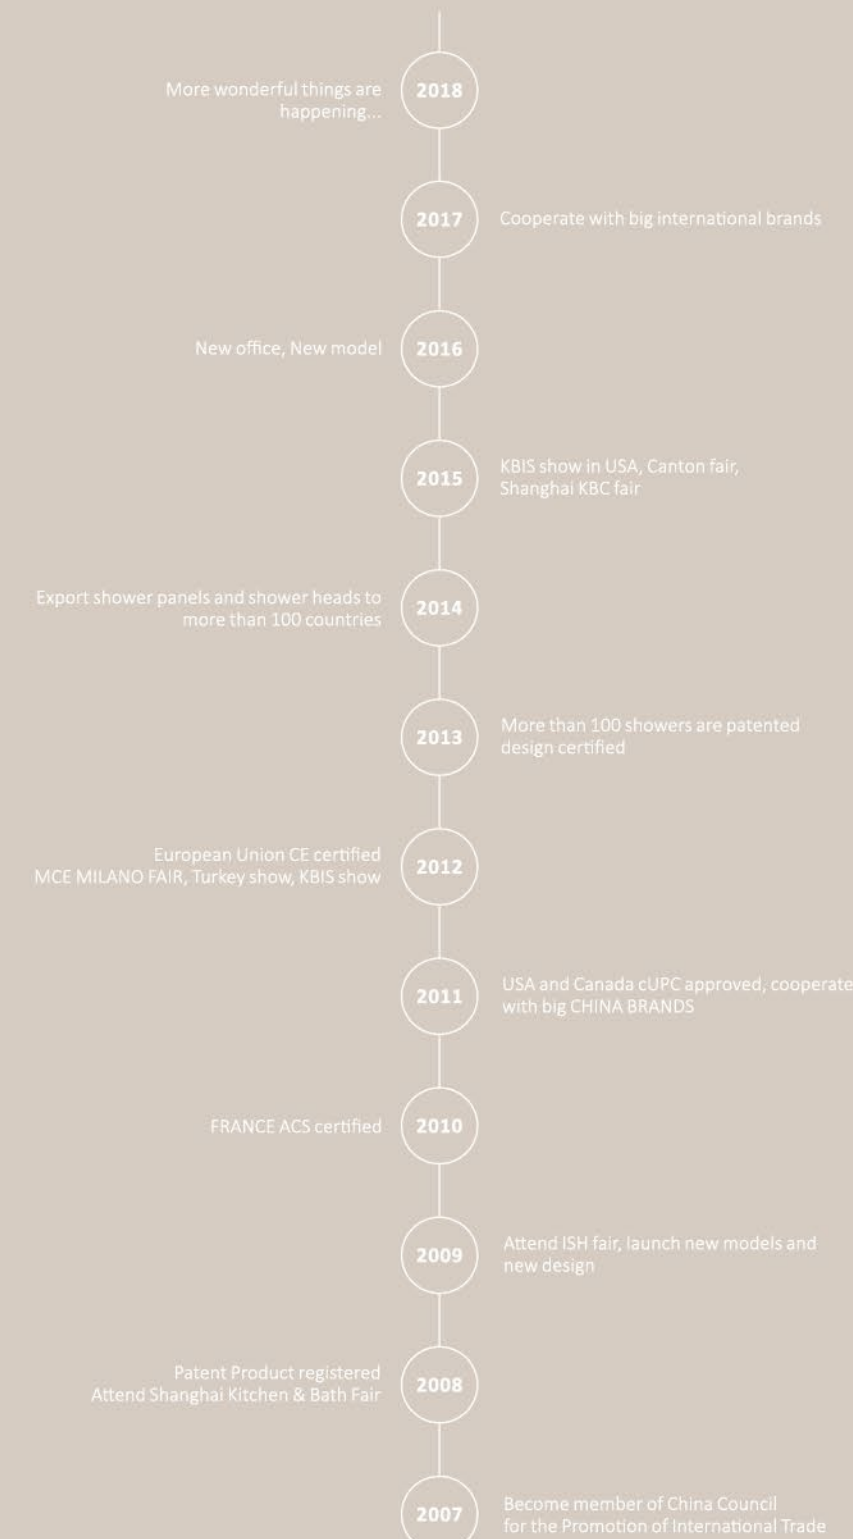 More wonderful things are
happening...
2018
2017
Cooperate with big international brands
New office, New model
2016
2015
KBIS show in USA, Canton fair,
Shanghai KBC fair
Export shower panels and shower heads to
more than 100 countries
2014
2013
More than 100 showers are patented
design certified
European Union CE certified
MCE MILANO FAIR, Turkey show, KBIS show
2012
2011
USA and Canada cUPC approved, cooperate
with big CHINA BRANDS
FRANCE ACS certified
2010
2009
Attend ISH fair, launch new models and
new design
Patent Product registered
Attend Shanghai Kitchen & Bath Fair
2008
2007
Become member of China Council
for the Promotion of International Trade